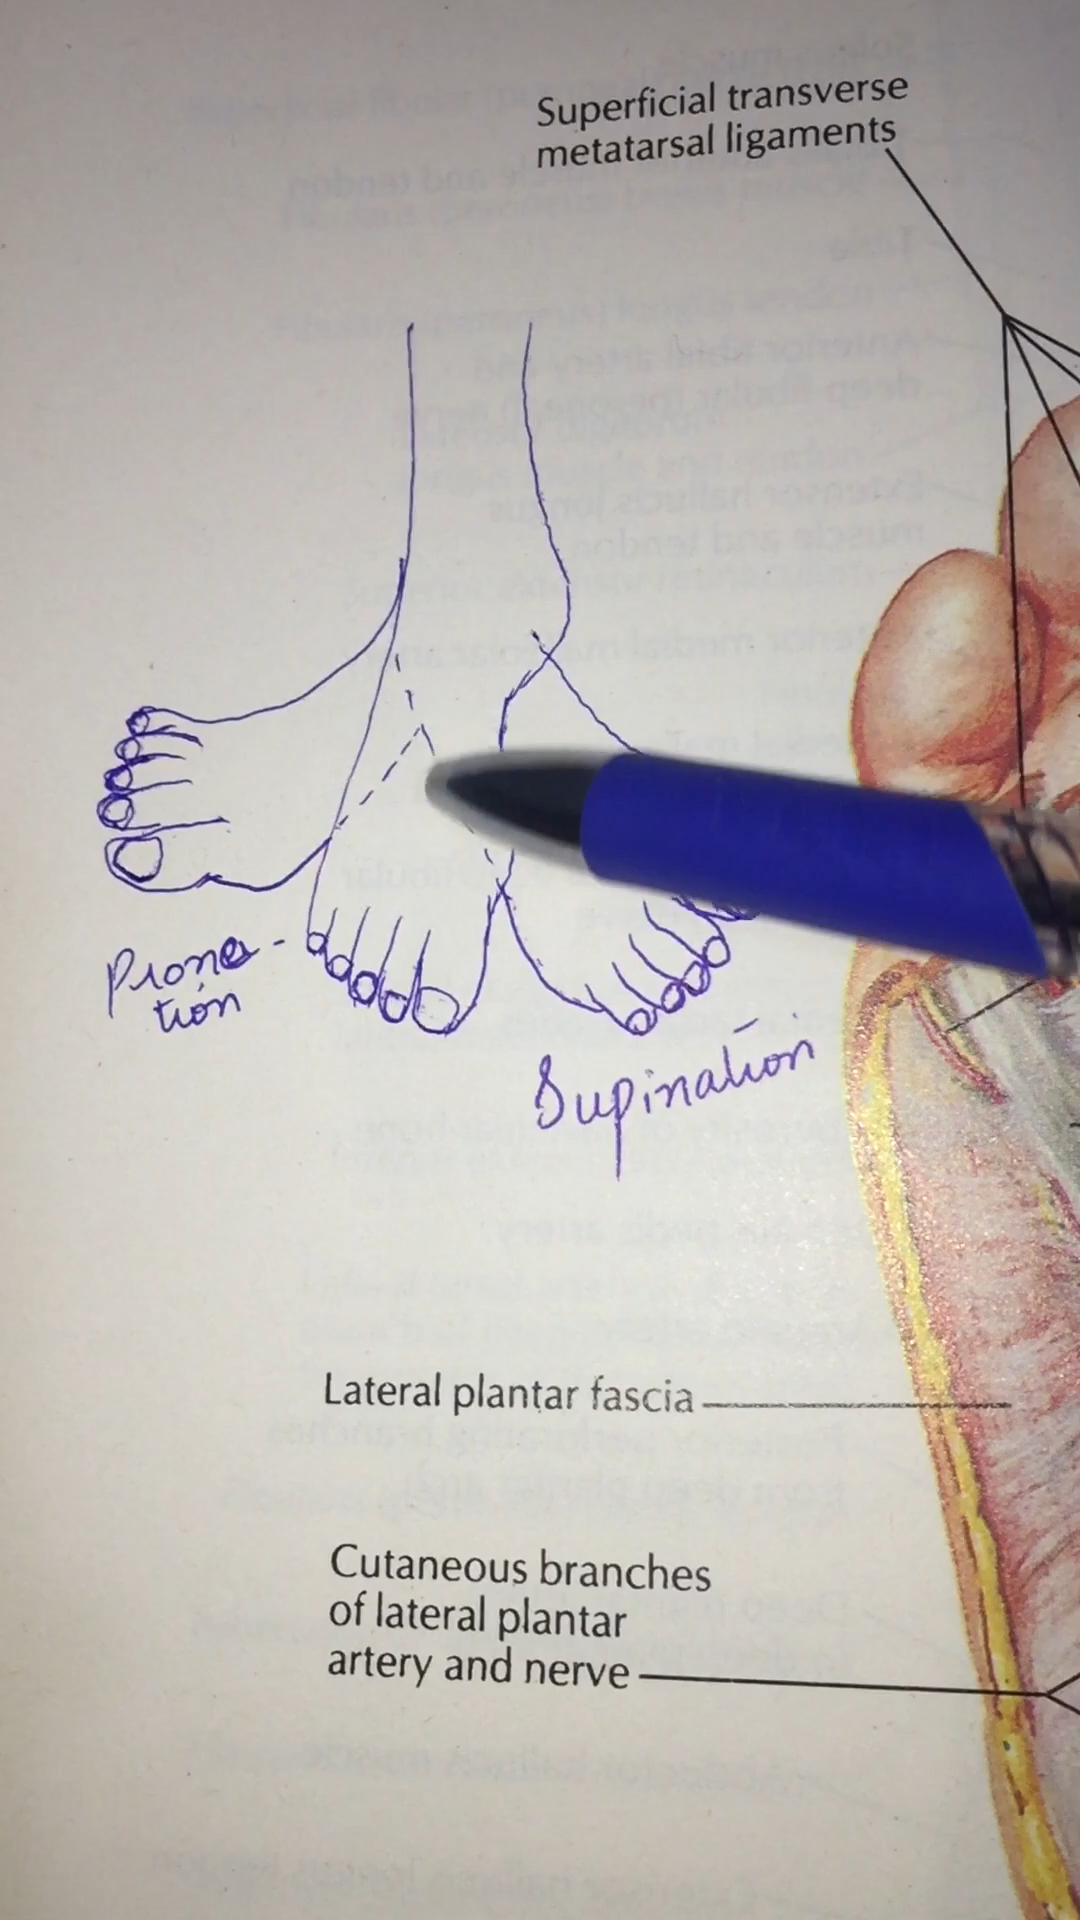 Superficial transverse
metatarsal ligaments
Prona
tion
Supination
Lateral plantar fascia
Cutaneous branches
of lateral plantar
artery and nerve